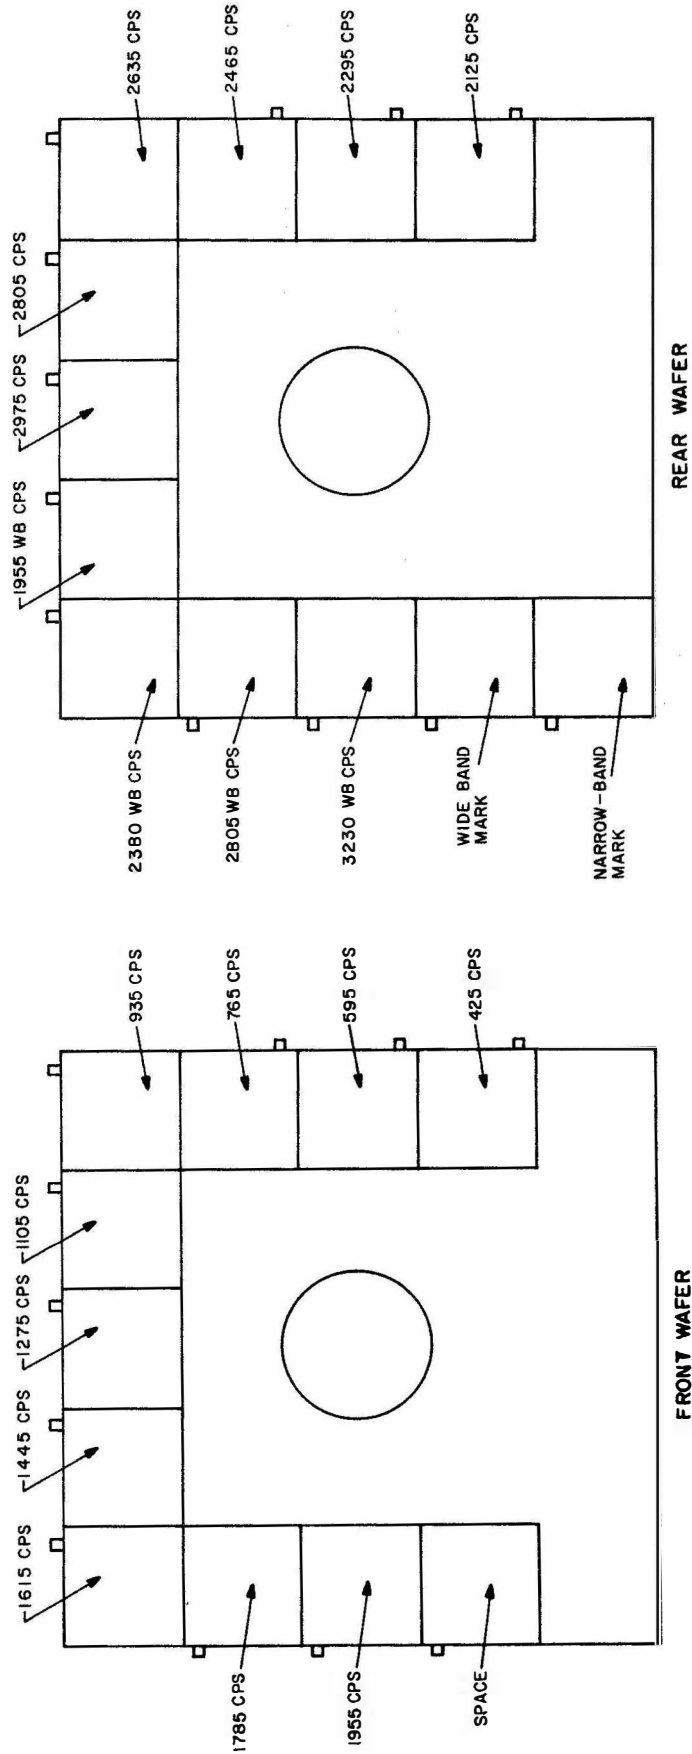 1615 CPS
1445 CPS
1275 CPS
1105 CPS
935 CPS
765 CPS
595 CPS
425 CPS
1785 CPS
1955 CPS
SPACE
FRONT WAFER
1955 WB CPS
2975 CPS
2805 CPS
2635 CPS
2465 CPS
2295 CPS
2125 CPS
2380 WB CPS
2805 WB CPS
3230 WB CPS
WIDE BAND
MARK
NARROW-BAND
MARK
REAR WAFER